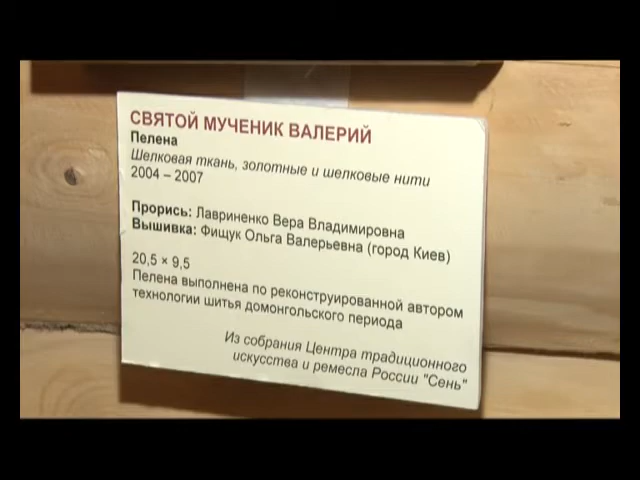 СВЯТОЙ МУЧЕНИК ВАЛЕРИЙ
Пелена
Шелковая ткань, золотные и шелковые нити
2004 – 2007
Прорись: Лавриненко Вера Владимировна
Вышивка: Фищук Ольга Валерьевна (город Киев)
20,5 × 9,5
Пелена выполнена по реконструированной автором
технологии шитья домонгольского периода
Из собрания Центра традиционного
искусства и ремесла России "Сень"